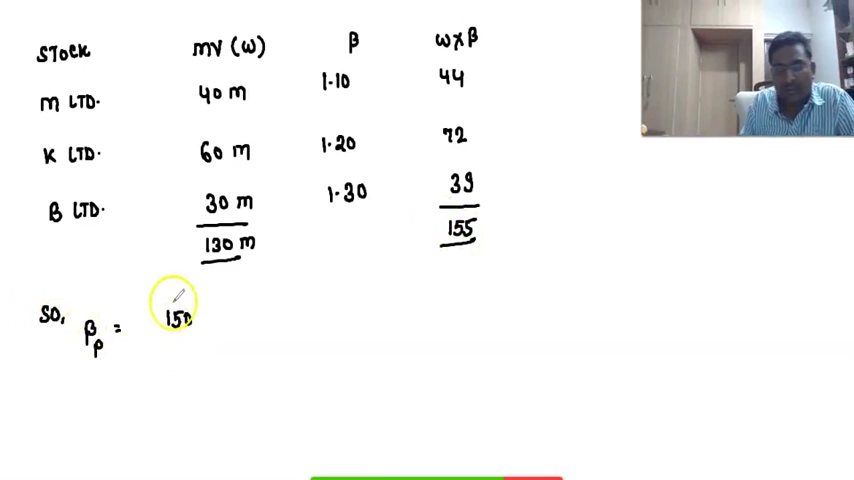 STOCK MV (W) β W×β
M LTD. 40 M 1.10 44
K LTD. 60 M 1.20 72
B LTD. 30 M 1.30 39
130 M 155
SO, βp =